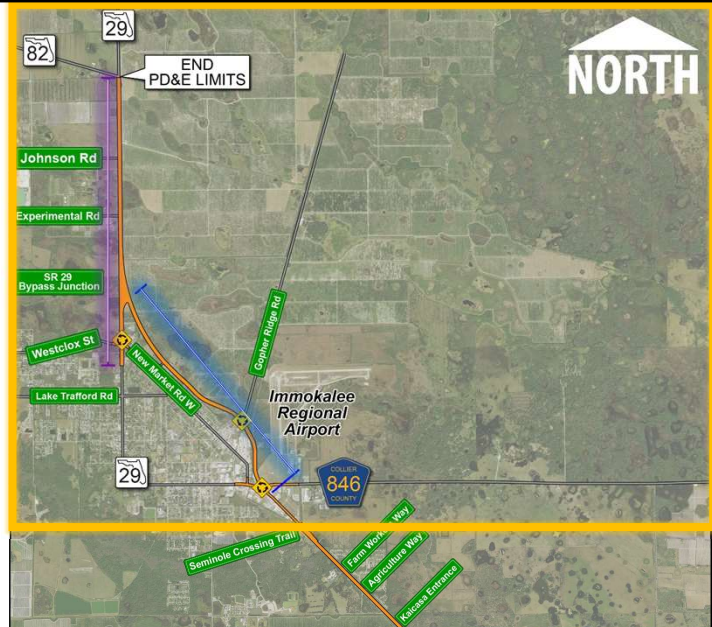 29
82
END
PD&E LIMITS
NORTH
Johnson Rd
Experimental Rd
SR 29
Bypass Junction
Gopher Ridge Rd
Westclox St
New Market Rd W
Lake Trafford Rd
Immokalee
Regional
Airport
29
COLLIER
846
COUNTY
Seminole Crossing Trail
Farm Worker Way
Agriculture Way
Kaicasa Entrance